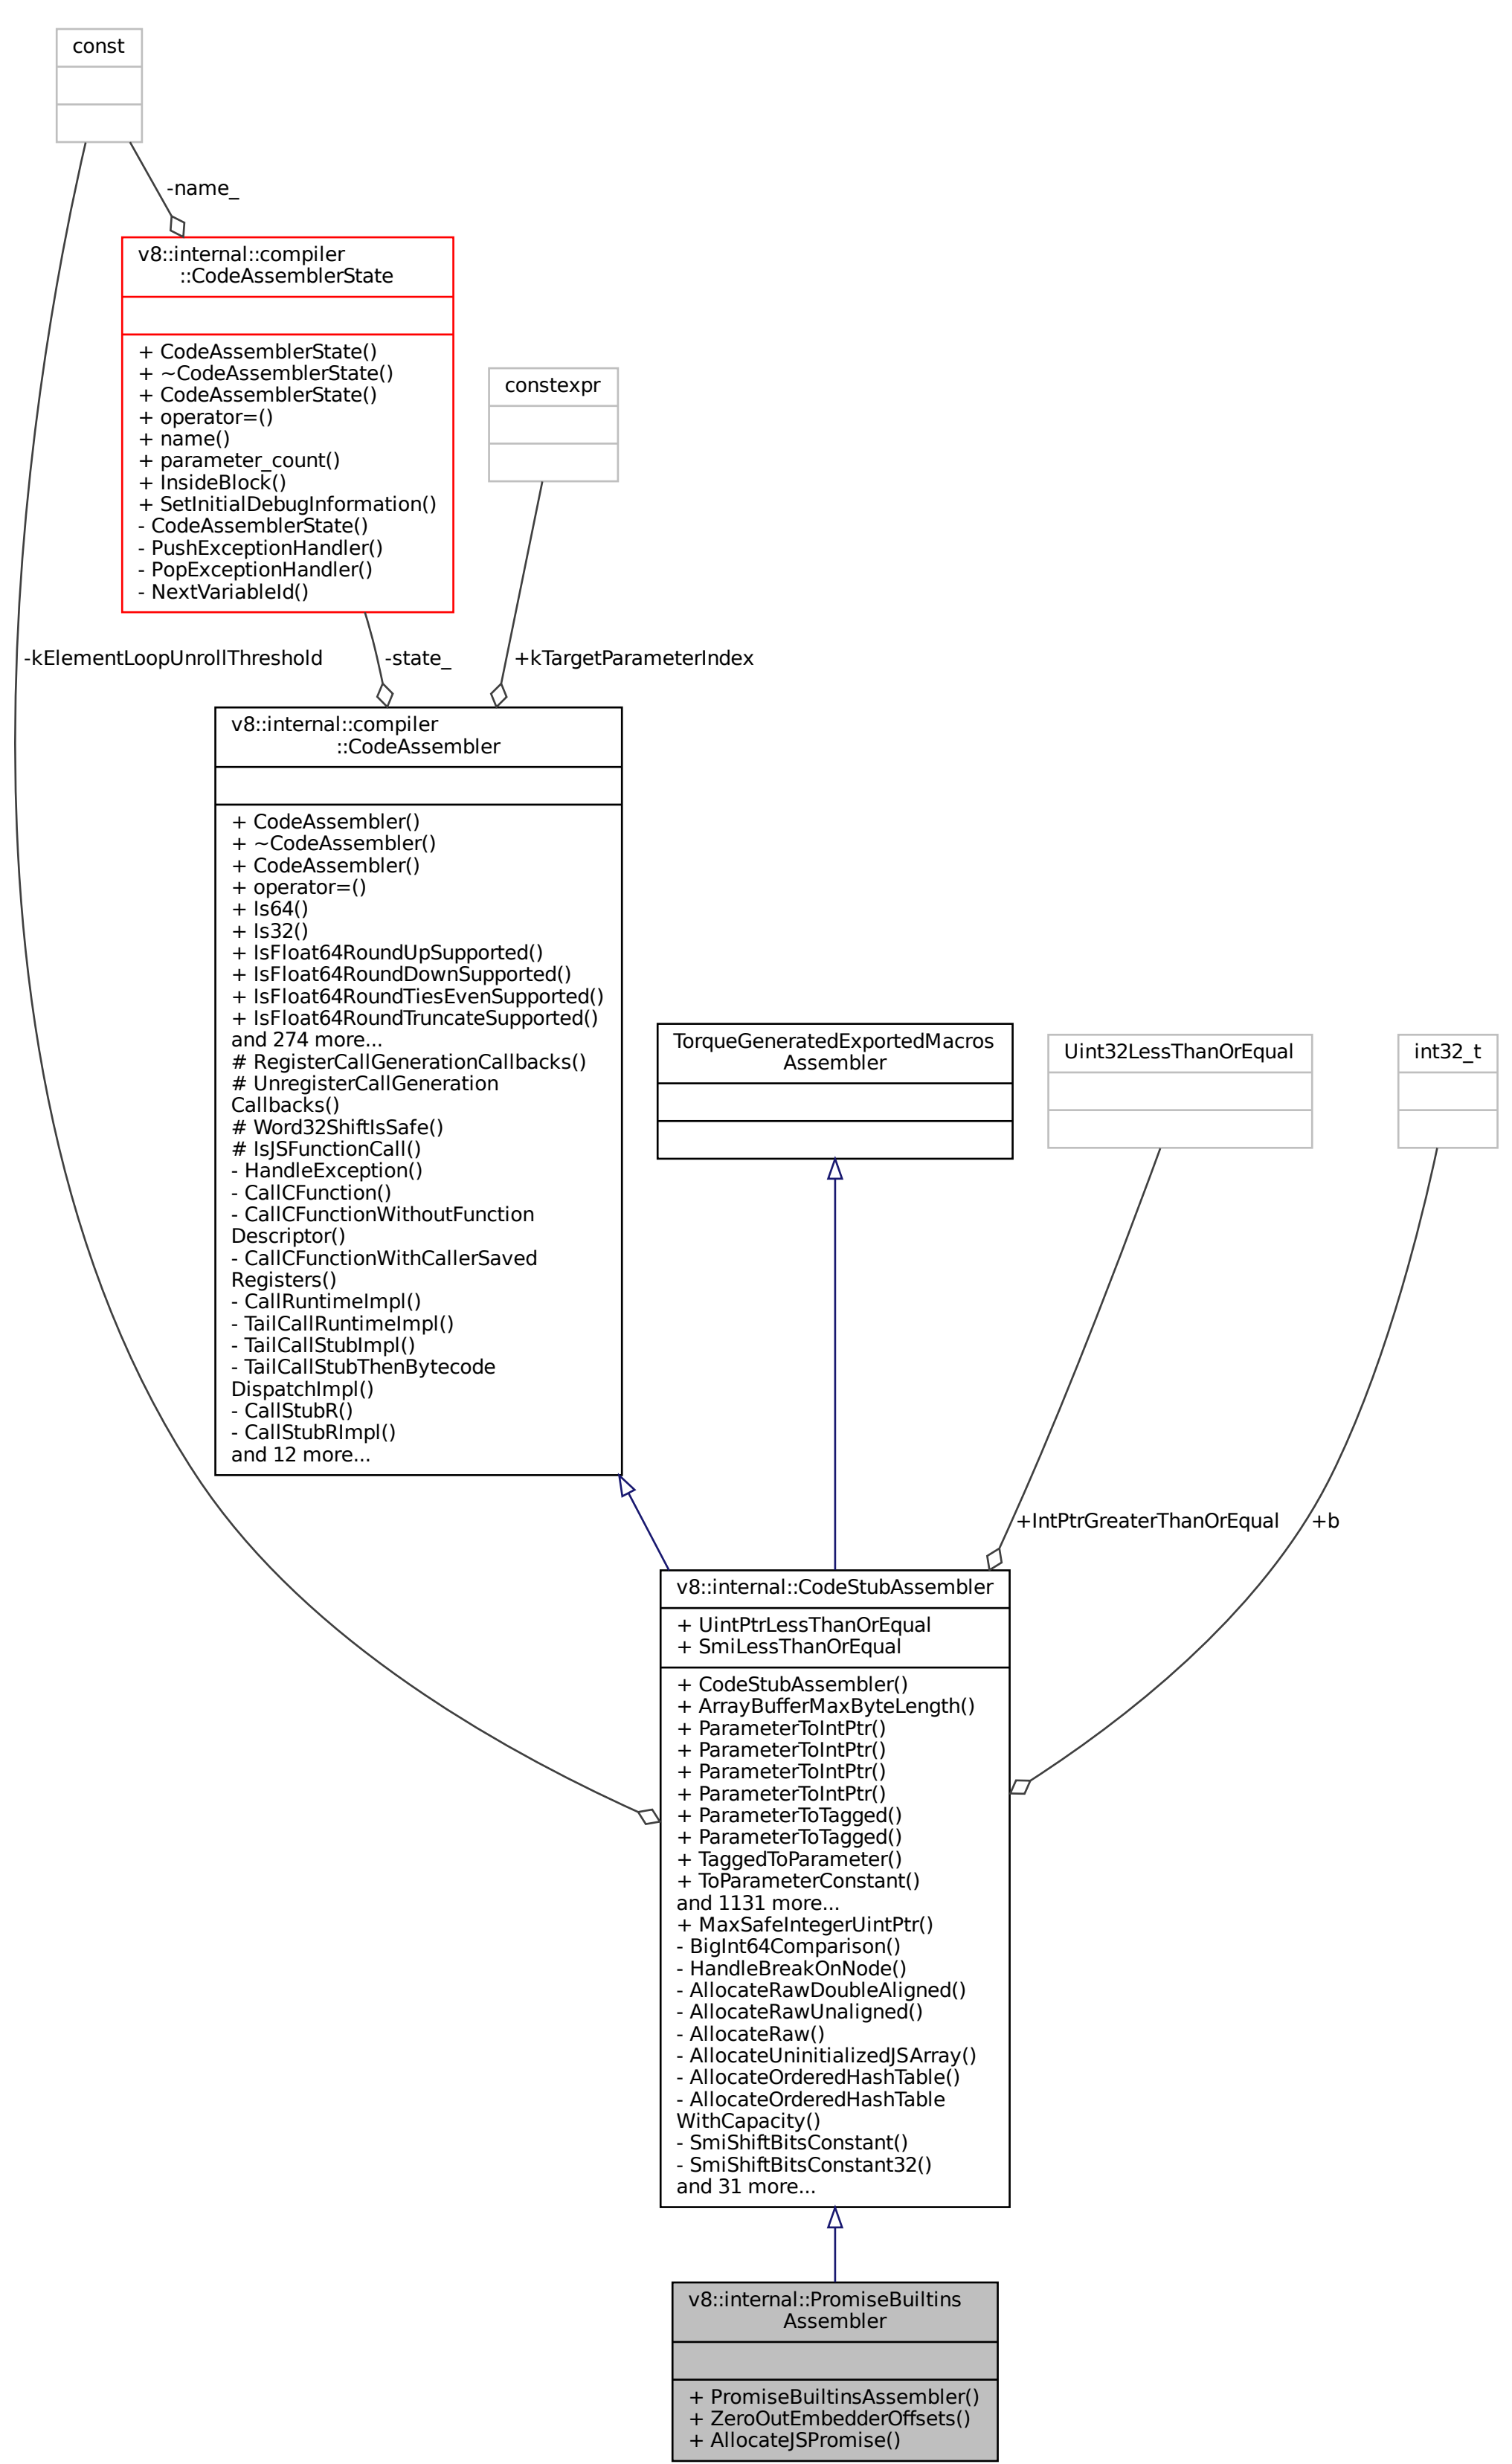 const
-name_
v8::internal::compiler
::CodeAssemblerState
+ CodeAssemblerState()
+ ~CodeAssemblerState()
+ CodeAssemblerState()
+ operator=()
+ name()
+ parameter_count()
+ InsideBlock()
+ SetInitialDebugInformation()
- CodeAssemblerState()
- PushExceptionHandler()
- PopExceptionHandler()
- NextVariableId()
constexpr
-kElementLoopUnrollThreshold
-state_
+kTargetParameterIndex
v8::internal::compiler
::CodeAssembler
+ CodeAssembler()
+ ~CodeAssembler()
+ CodeAssembler()
+ operator=()
+ Is64()
+ Is32()
+ IsFloat64RoundUpSupported()
+ IsFloat64RoundDownSupported()
+ IsFloat64RoundTiesEvenSupported()
+ IsFloat64RoundTruncateSupported()
and 274 more...
# RegisterCallGenerationCallbacks()
# UnregisterCallGeneration
Callbacks()
# Word32ShiftIsSafe()
# IsJSFunctionCall()
- HandleException()
- CallCFunction()
- CallCFunctionWithoutFunction
Descriptor()
- CallCFunctionWithCallerSaved
Registers()
- CallRuntimeImpl()
- TailCallRuntimeImpl()
- TailCallStubImpl()
- TailCallStubThenBytecode
DispatchImpl()
- CallStubR()
- CallStubRImpl()
and 12 more...
TorqueGeneratedExportedMacros
Assembler
Uint32LessThanOrEqual
int32_t
+IntPtrGreaterThanOrEqual
+b
v8::internal::CodeStubAssembler
+ UintPtrLessThanOrEqual
+ SmiLessThanOrEqual
+ CodeStubAssembler()
+ ArrayBufferMaxByteLength()
+ ParameterToIntPtr()
+ ParameterToIntPtr()
+ ParameterToIntPtr()
+ ParameterToIntPtr()
+ ParameterToTagged()
+ ParameterToTagged()
+ TaggedToParameter()
+ ToParameterConstant()
and 1131 more...
+ MaxSafeIntegerUintPtr()
- BigInt64Comparison()
- HandleBreakOnNode()
- AllocateRawDoubleAligned()
- AllocateRawUnaligned()
- AllocateRaw()
- AllocateUninitializedJSArray()
- AllocateOrderedHashTable()
- AllocateOrderedHashTable
WithCapacity()
- SmiShiftBitsConstant()
- SmiShiftBitsConstant32()
and 31 more...
v8::internal::PromiseBuiltins
Assembler
+ PromiseBuiltinsAssembler()
+ ZeroOutEmbedderOffsets()
+ AllocateJSPromise()